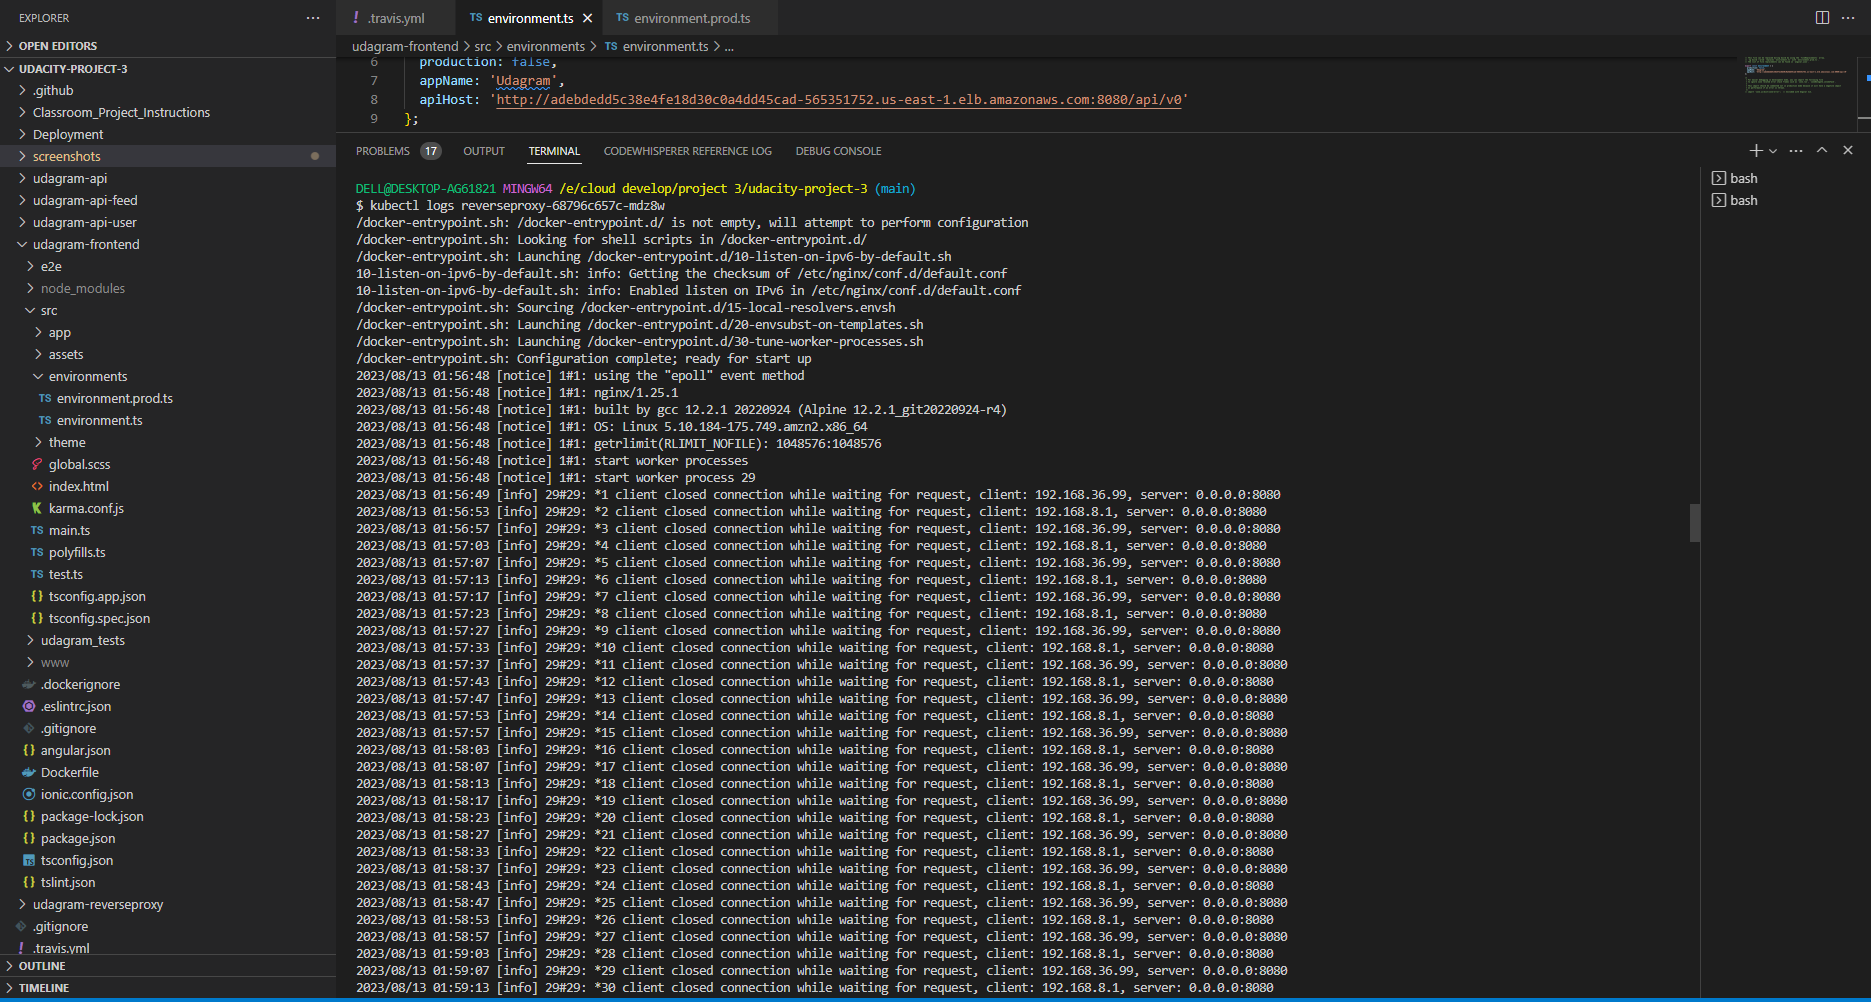 EXPLORER
OPEN EDITORS
UDACITY-PROJECT-3
.github
Classroom_Project_Instructions
Deployment
screenshots
udagram-api
udagram-api-feed
udagram-api-user
udagram-frontend
e2e
node_modules
src
app
assets
environments
TS environment.prod.ts
TS environment.ts
theme
global.scss
index.html
karma.conf.js
TS main.ts
TS polyfills.ts
TS test.ts
{} tsconfig.app.json
{} tsconfig.spec.json
udagram_tests
www
.dockerignore
.eslintrc.json
.gitignore
{} angular.json
Dockerfile
ionic.config.json
{} package-lock.json
{} package.json
tsconfig.json
{} tslint.json
udagram-reverseproxy
.gitignore
! .travis.yml
OUTLINE
TIMELINE
! .travis.yml TS environment.ts TS environment.prod.ts
udagram-frontend > src > environments > TS environment.ts > ...
6 production: false,
7 appName: 'Udagram',
8 apiHost: 'http://adebdedd5c38e4fe18d30c0a4dd45cad-565351752.us-east-1.elb.amazonaws.com:8080/api/v0'
9 };
PROBLEMS 17 OUTPUT TERMINAL CODEWHISPERER REFERENCE LOG DEBUG CONSOLE
DELL@DESKTOP-AG61821 MINGW64 /e/cloud develop/project 3/udacity-project-3 (main)
$ kubectl logs reverseproxy-68796c657c-mdz8w
/docker-entrypoint.sh: /docker-entrypoint.d/ is not empty, will attempt to perform configuration
/docker-entrypoint.sh: Looking for shell scripts in /docker-entrypoint.d/
/docker-entrypoint.sh: Launching /docker-entrypoint.d/10-listen-on-ipv6-by-default.sh
10-listen-on-ipv6-by-default.sh: info: Getting the checksum of /etc/nginx/conf.d/default.conf
10-listen-on-ipv6-by-default.sh: info: Enabled listen on IPv6 in /etc/nginx/conf.d/default.conf
/docker-entrypoint.sh: Sourcing /docker-entrypoint.d/15-local-resolvers.envsh
/docker-entrypoint.sh: Launching /docker-entrypoint.d/20-envsubst-on-templates.sh
/docker-entrypoint.sh: Launching /docker-entrypoint.d/30-tune-worker-processes.sh
/docker-entrypoint.sh: Configuration complete; ready for start up
2023/08/13 01:56:48 [notice] 1#1: using the "epoll" event method
2023/08/13 01:56:48 [notice] 1#1: nginx/1.25.1
2023/08/13 01:56:48 [notice] 1#1: built by gcc 12.2.1 20220924 (Alpine 12.2.1_git20220924-r4)
2023/08/13 01:56:48 [notice] 1#1: OS: Linux 5.10.184-175.749.amzn2.x86_64
2023/08/13 01:56:48 [notice] 1#1: getrlimit(RLIMIT_NOFILE): 1048576:1048576
2023/08/13 01:56:48 [notice] 1#1: start worker processes
2023/08/13 01:56:48 [notice] 1#1: start worker process 29
2023/08/13 01:56:49 [info] 29#29: *1 client closed connection while waiting for request, client: 192.168.36.99, server: 0.0.0.0:8080
2023/08/13 01:56:53 [info] 29#29: *2 client closed connection while waiting for request, client: 192.168.8.1, server: 0.0.0.0:8080
2023/08/13 01:56:57 [info] 29#29: *3 client closed connection while waiting for request, client: 192.168.36.99, server: 0.0.0.0:8080
2023/08/13 01:57:03 [info] 29#29: *4 client closed connection while waiting for request, client: 192.168.8.1, server: 0.0.0.0:8080
2023/08/13 01:57:07 [info] 29#29: *5 client closed connection while waiting for request, client: 192.168.36.99, server: 0.0.0.0:8080
2023/08/13 01:57:13 [info] 29#29: *6 client closed connection while waiting for request, client: 192.168.8.1, server: 0.0.0.0:8080
2023/08/13 01:57:17 [info] 29#29: *7 client closed connection while waiting for request, client: 192.168.36.99, server: 0.0.0.0:8080
2023/08/13 01:57:23 [info] 29#29: *8 client closed connection while waiting for request, client: 192.168.8.1, server: 0.0.0.0:8080
2023/08/13 01:57:27 [info] 29#29: *9 client closed connection while waiting for request, client: 192.168.36.99, server: 0.0.0.0:8080
2023/08/13 01:57:33 [info] 29#29: *10 client closed connection while waiting for request, client: 192.168.8.1, server: 0.0.0.0:8080
2023/08/13 01:57:37 [info] 29#29: *11 client closed connection while waiting for request, client: 192.168.36.99, server: 0.0.0.0:8080
2023/08/13 01:57:43 [info] 29#29: *12 client closed connection while waiting for request, client: 192.168.8.1, server: 0.0.0.0:8080
2023/08/13 01:57:47 [info] 29#29: *13 client closed connection while waiting for request, client: 192.168.36.99, server: 0.0.0.0:8080
2023/08/13 01:57:53 [info] 29#29: *14 client closed connection while waiting for request, client: 192.168.8.1, server: 0.0.0.0:8080
2023/08/13 01:57:57 [info] 29#29: *15 client closed connection while waiting for request, client: 192.168.36.99, server: 0.0.0.0:8080
2023/08/13 01:58:03 [info] 29#29: *16 client closed connection while waiting for request, client: 192.168.8.1, server: 0.0.0.0:8080
2023/08/13 01:58:07 [info] 29#29: *17 client closed connection while waiting for request, client: 192.168.36.99, server: 0.0.0.0:8080
2023/08/13 01:58:13 [info] 29#29: *18 client closed connection while waiting for request, client: 192.168.8.1, server: 0.0.0.0:8080
2023/08/13 01:58:17 [info] 29#29: *19 client closed connection while waiting for request, client: 192.168.36.99, server: 0.0.0.0:8080
2023/08/13 01:58:23 [info] 29#29: *20 client closed connection while waiting for request, client: 192.168.8.1, server: 0.0.0.0:8080
2023/08/13 01:58:27 [info] 29#29: *21 client closed connection while waiting for request, client: 192.168.36.99, server: 0.0.0.0:8080
2023/08/13 01:58:33 [info] 29#29: *22 client closed connection while waiting for request, client: 192.168.8.1, server: 0.0.0.0:8080
2023/08/13 01:58:37 [info] 29#29: *23 client closed connection while waiting for request, client: 192.168.36.99, server: 0.0.0.0:8080
2023/08/13 01:58:43 [info] 29#29: *24 client closed connection while waiting for request, client: 192.168.8.1, server: 0.0.0.0:8080
2023/08/13 01:58:47 [info] 29#29: *25 client closed connection while waiting for request, client: 192.168.36.99, server: 0.0.0.0:8080
2023/08/13 01:58:53 [info] 29#29: *26 client closed connection while waiting for request, client: 192.168.8.1, server: 0.0.0.0:8080
2023/08/13 01:58:57 [info] 29#29: *27 client closed connection while waiting for request, client: 192.168.36.99, server: 0.0.0.0:8080
2023/08/13 01:59:03 [info] 29#29: *28 client closed connection while waiting for request, client: 192.168.8.1, server: 0.0.0.0:8080
2023/08/13 01:59:07 [info] 29#29: *29 client closed connection while waiting for request, client: 192.168.36.99, server: 0.0.0.0:8080
2023/08/13 01:59:13 [info] 29#29: *30 client closed connection while waiting for request, client: 192.168.8.1, server: 0.0.0.0:8080
bash
bash